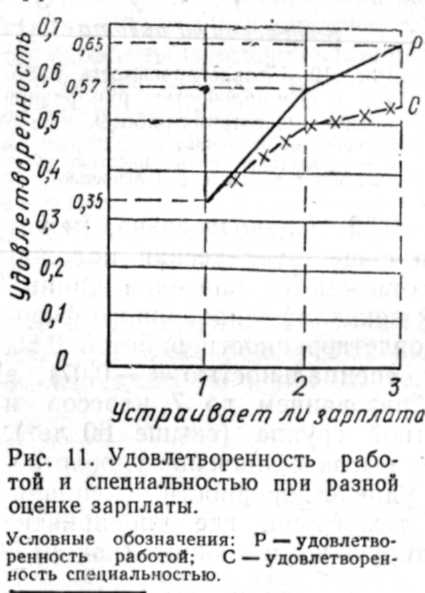 0,7
0,65
0,6
0,57
0,5
0,4
0,35
0,3
0,2
0,1
0
Удовлетворенность
P
C
1 2 3
Устраивает ли зарплата
Рис. 11. Удовлетворенность рабо-
той и специальностью при разной
оценке зарплаты.
Условные обозначения: Р — удовлетво-
ренность работой; С — удовлетворен-
ность специальностью.